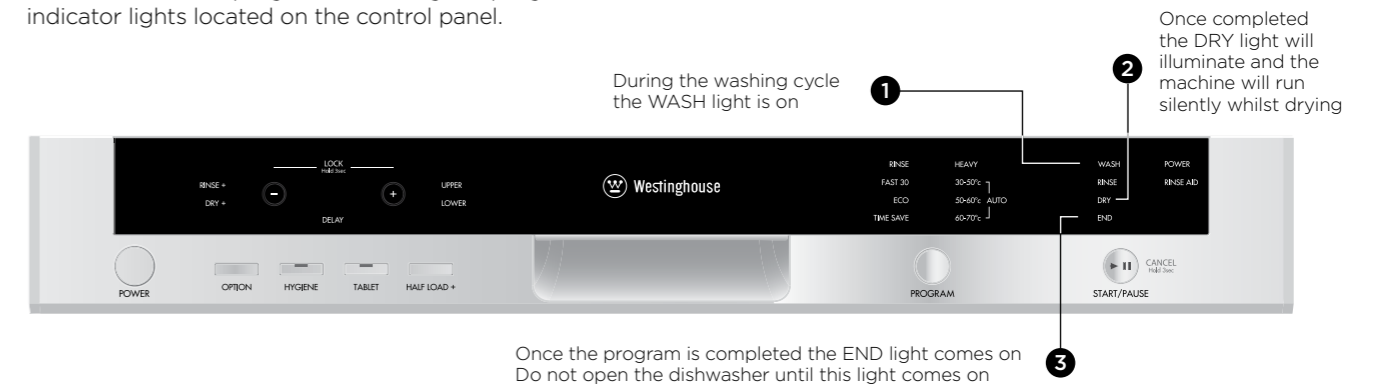 indicator lights located on the control panel.
Once completed
the DRY light will
illuminate and the
machine will run
silently whilst drying
2
During the washing cycle
the WASH light is on
1
LOCK
Hold 3sec
RINSE +
DRY +
−
+
UPPER
LOWER
DELAY
Westinghouse
RINSE
FAST 30
ECO
TIME SAVE
HEAVY
30-50°c
50-60°c AUTO
60-70°c
WASH
RINSE
DRY
END
POWER
RINSE AID
POWER
OPTION
HYGIENE
TABLET
HALF LOAD +
PROGRAM
START/PAUSE
CANCEL
Hold 3sec
Once the program is completed the END light comes on
Do not open the dishwasher until this light comes on
3